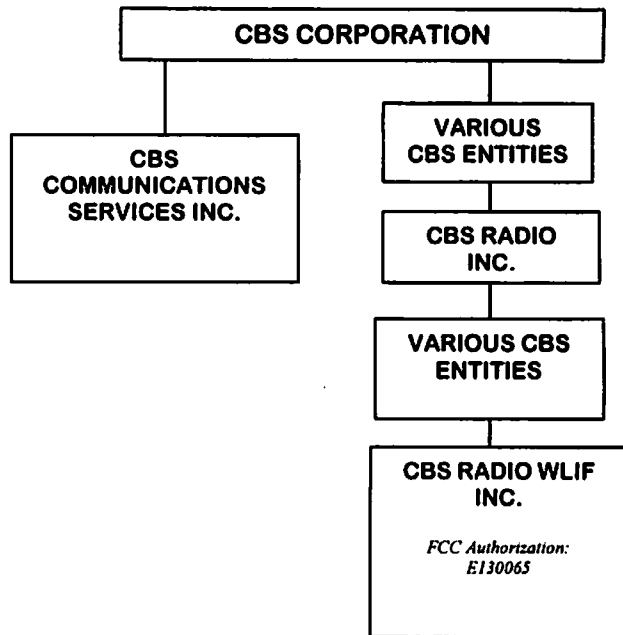 CBS CORPORATION
CBS
COMMUNICATIONS
SERVICES INC.
VARIOUS
CBS ENTITIES
CBS RADIO
INC.
VARIOUS CBS
ENTITIES
CBS RADIO WLIF
INC.
FCC Authorization:
E130065